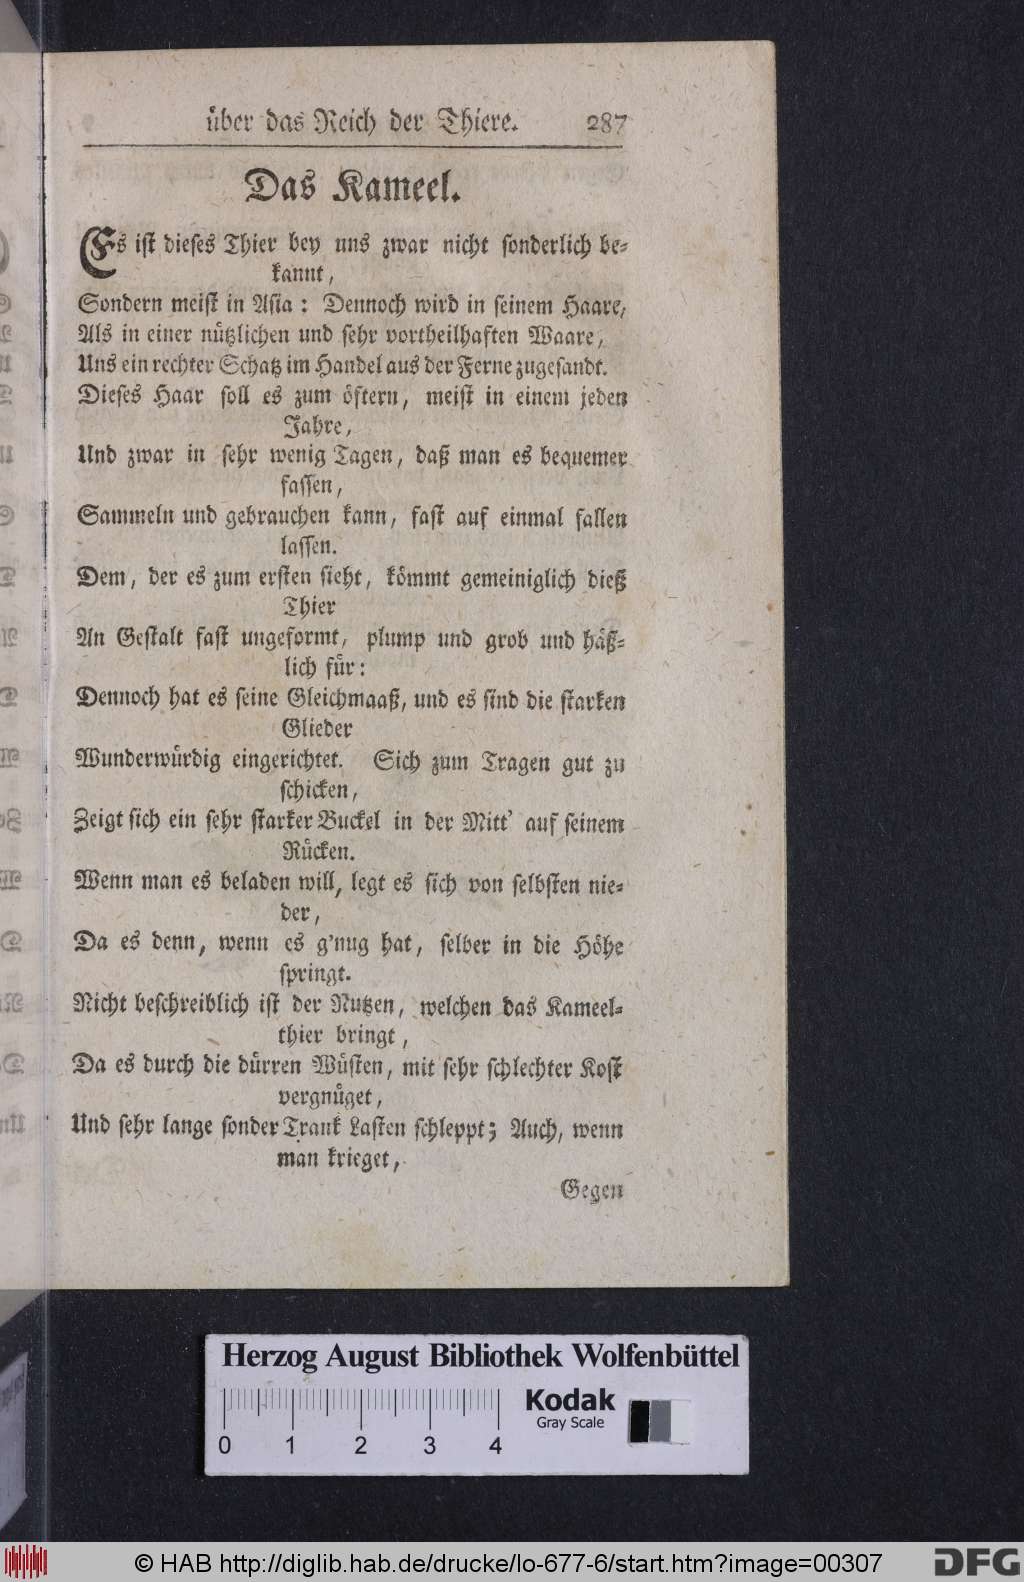 über das Reich der Thiere. 287
Das Kameel.
Es ist dieses Thier bey uns zwar nicht sonderlich be-
kannt,
Sondern meist in Asia: Dennoch wird in seinem Haare,
Als in einer nützlichen und sehr vortheilhaften Waare,
Uns ein rechter Schatz im Handel aus der Ferne zugesandt.
Dieses Haar soll es zum öftern, meist in einem jeden
Jahre,
Und zwar in sehr wenig Tagen, daß man es bequemer
fassen,
Sammeln und gebrauchen kann, fast auf einmal fallen
lassen.
Dem, der es zum ersten sieht, kömmt gemeiniglich dieß
Thier
An Gestalt fast ungeformt, plump und grob und häß-
lich für:
Dennoch hat es seine Gleichmaaß, und es sind die starken
Glieder
Wunderwürdig eingerichtet. Sich zum Tragen gut zu
schicken,
Zeigt sich ein sehr starker Buckel in der Mitt' auf seinem
Rücken.
Wenn man es beladen will, legt es sich von selbsten nie-
der,
Da es denn, wenn es g'nug hat, selber in die Höhe
springt.
Nicht beschreiblich ist der Nutzen, welchen das Kameel-
thier bringt,
Da es durch die dürren Wüsten, mit sehr schlechter Kost
vergnüget,
Und sehr lange sonder Trank Lasten schleppt; Auch, wenn
man krieget,
Gegen
Herzog August Bibliothek Wolfenbüttel
Kodak
Gray Scale
0 1 2 3 4
© HAB http://diglib.hab.de/drucke/lo-677-6/start.htm?image=00307
DFG